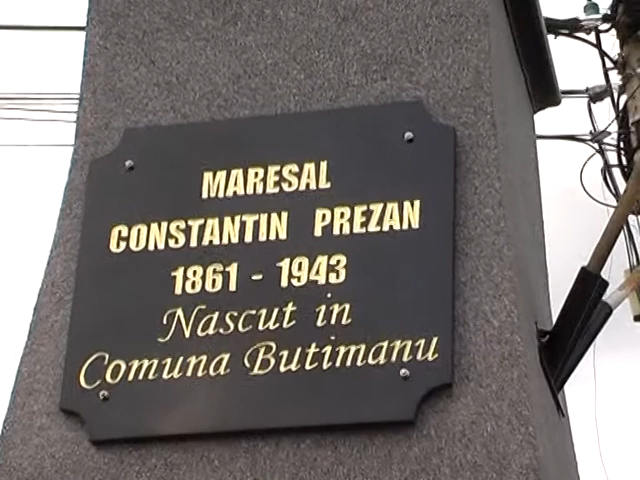 MARESAL
CONSTANTIN PREZAN
1861 - 1943
Nascut in
Comuna Butimanu